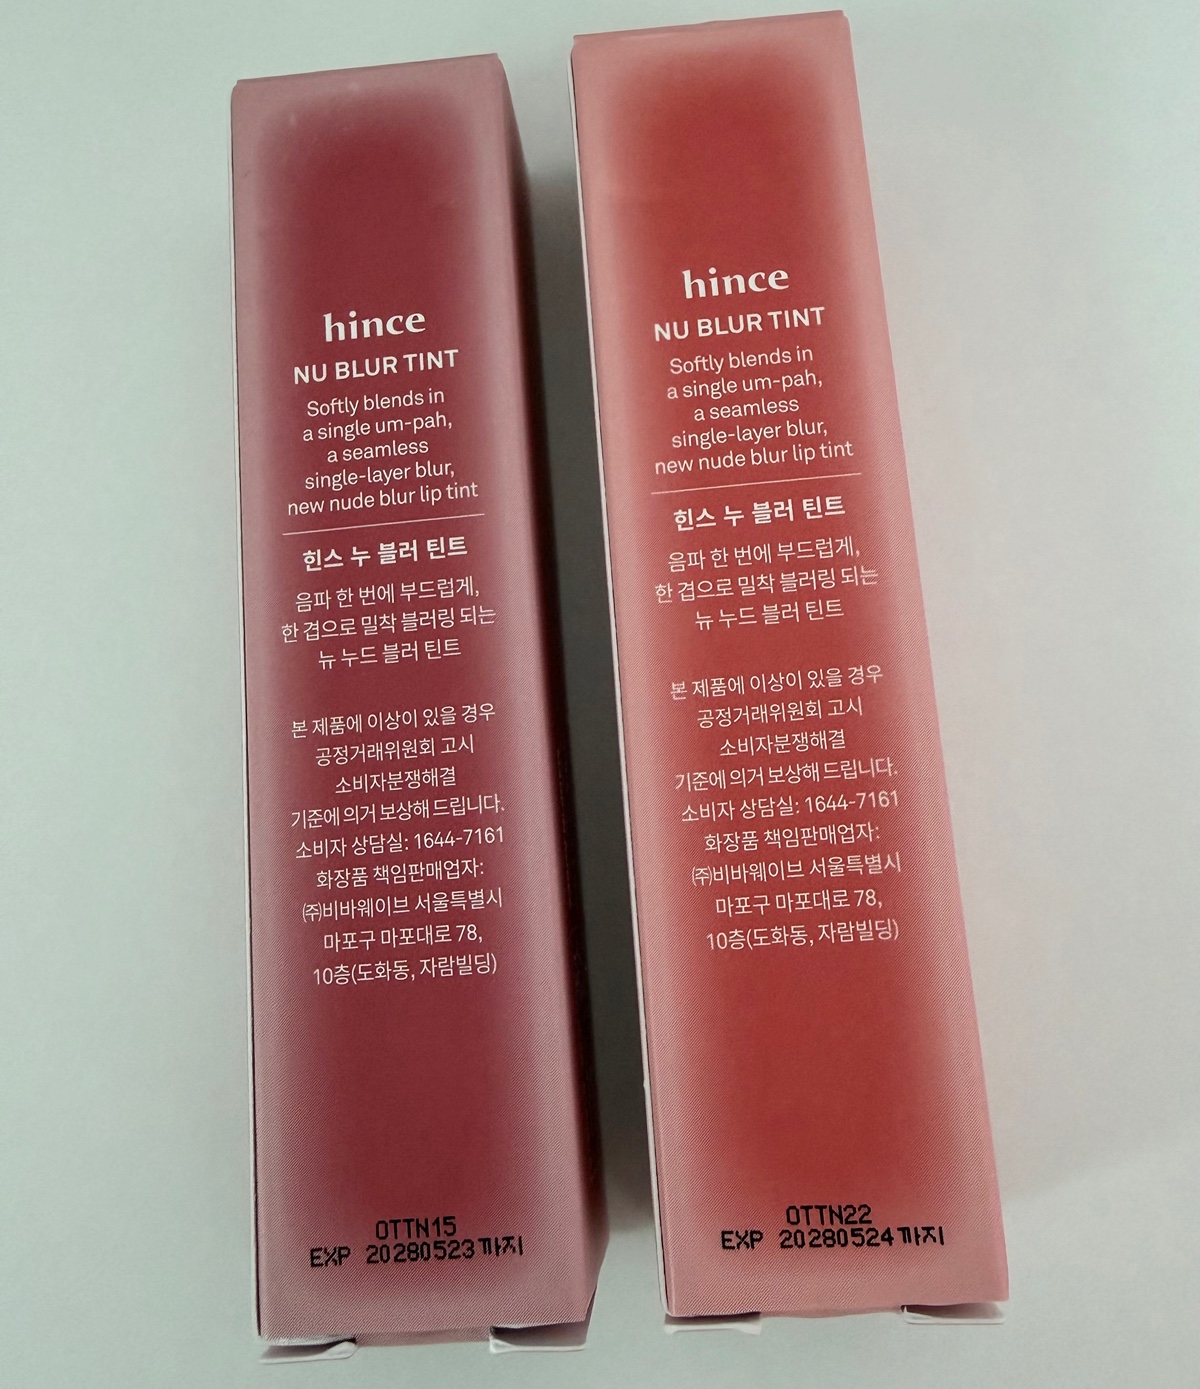 hince
NU BLUR TINT
Softly blends in
a single um-pah,
a seamless
single-layer blur,
new nude blur lip tint
힌스 누 블러 틴트
음파 한 번에 부드럽게,
한 겹으로 밀착 블러링 되는
뉴 누드 블러 틴트
본 제품에 이상이 있을 경우
공정거래위원회 고시
소비자분쟁해결
기준에 의거 보상해 드립니다.
소비자 상담실: 1644-7161
화장품 책임판매업자:
㈜비바웨이브 서울특별시
마포구 마포대로 78,
10층(도화동, 자람빌딩)
OTTN15
EXP 20280523까지
hince
NU BLUR TINT
Softly blends in
a single um-pah,
a seamless
single-layer blur,
new nude blur lip tint
힌스 누 블러 틴트
음파 한 번에 부드럽게,
한 겹으로 밀착 블러링 되는
뉴 누드 블러 틴트
본 제품에 이상이 있을 경우
공정거래위원회 고시
소비자분쟁해결
기준에 의거 보상해 드립니다.
소비자 상담실: 1644-7161
화장품 책임판매업자:
㈜비바웨이브 서울특별시
마포구 마포대로 78,
10층(도화동, 자람빌딩)
OTTN22
EXP 20280524까지